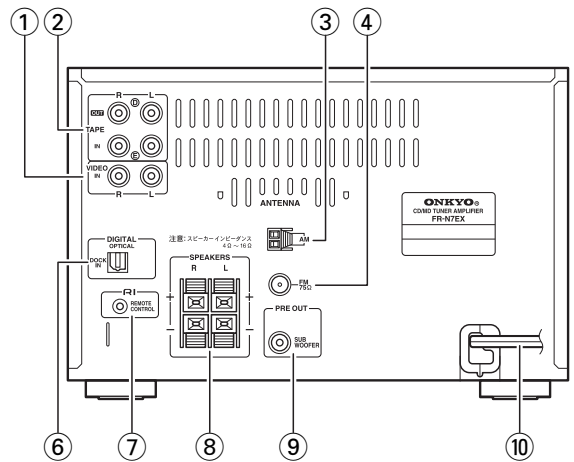 ① ② ③ ④
R D L
OUT
TAPE
IN
E
VIDEO
IN
R L
ANTENNA
AM
ONKYO®
CD/MD TUNER AMPLIFIER
FR-N7EX
DIGITAL
OPTICAL
DOCK
IN
注意: スピーカーインピーダンス
4Ω～16Ω
SPEAKERS
R L
+ +
− −
FM
75Ω
RI
REMOTE
CONTROL
PRE OUT
SUB
WOOFER
⑥ ⑦ ⑧ ⑨ ⑩